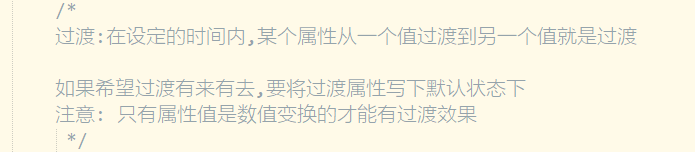 /*
过渡:在设定的时间内,某个属性从一个值过渡到另一个值就是过渡
如果希望过渡有来有去,要将过渡属性写下默认状态下
注意: 只有属性值是数值变换的才能有过渡效果
*/